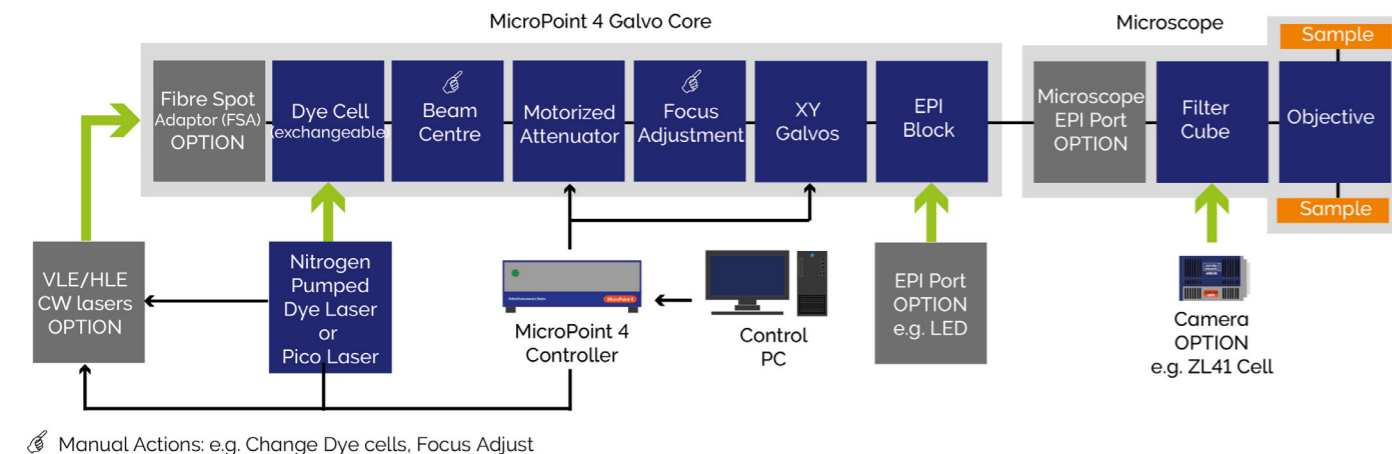 MicroPoint 4 Galvo Core
Microscope
Sample
Fibre Spot
Adaptor (FSA)
OPTION
Dye Cell
(exchangeable)
Beam
Centre
Motorized
Attenuator
Focus
Adjustment
XY
Galvos
EPI
Block
Microscope
EPI Port
OPTION
Filter
Cube
Objective
Sample
VLE/HLE
CW lasers
OPTION
Nitrogen
Pumped
Dye Laser
or
Pico Laser
MicroPoint 4
MicroPoint 4
Controller
Control
PC
EPI Port
OPTION
e.g. LED
Camera
OPTION
e.g. ZL41 Cell
Manual Actions: e.g. Change Dye cells, Focus Adjust